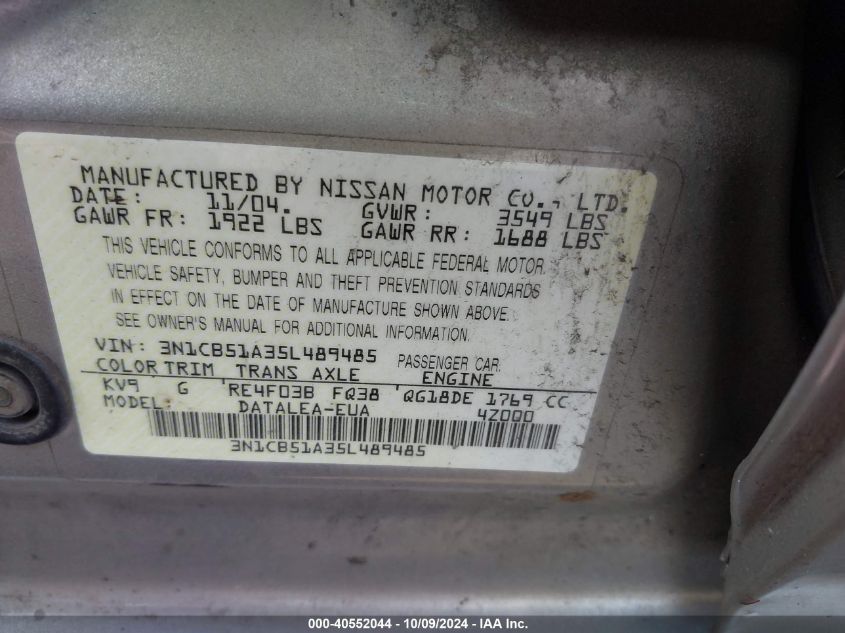 MANUFACTURED BY NISSAN MOTOR CO., LTD.
DATE: 11/04. GVWR: 3549 LBS
GAWR FR: 1922 LBS GAWR RR: 1688 LBS
THIS VEHICLE CONFORMS TO ALL APPLICABLE FEDERAL MOTOR
VEHICLE SAFETY, BUMPER AND THEFT PREVENTION STANDARDS
IN EFFECT ON THE DATE OF MANUFACTURE SHOWN ABOVE.
SEE OWNER'S MANUAL FOR ADDITIONAL INFORMATION.
VIN: 3N1CB51A35L489485 PASSENGER CAR
COLOR TRIM TRANS AXLE ENGINE
KV9 G RE4F03B FQ38 QG18DE 1769 CC
MODEL: DATALEA-EUA 4Z000
3N1CB51A35L489485
000-40552044 - 10/09/2024 - IAA Inc.